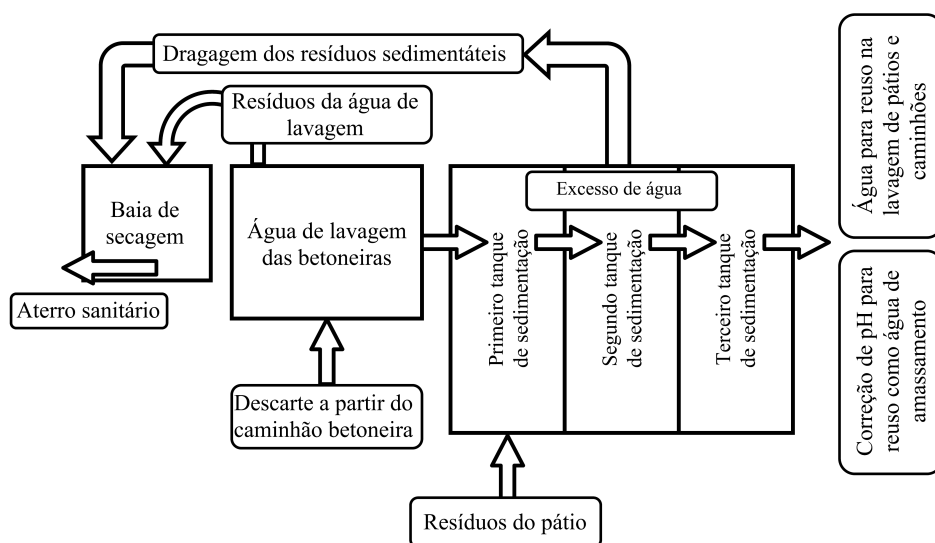 Dragagem dos resíduos sedimentáteis
Resíduos da água de
lavagem
Baia de
secagem
Aterro sanitário
Água de lavagem
das betoneiras
Descarte a partir do
caminhão betoneira
Excesso de água
Primeiro tanque
de sedimentação
Segundo tanque
de sedimentação
Terceiro tanque
de sedimentação
Resíduos do pátio
Água para reuso na
lavagem de pátios e
caminhões
Correção de pH para
reuso como água de
amassamento